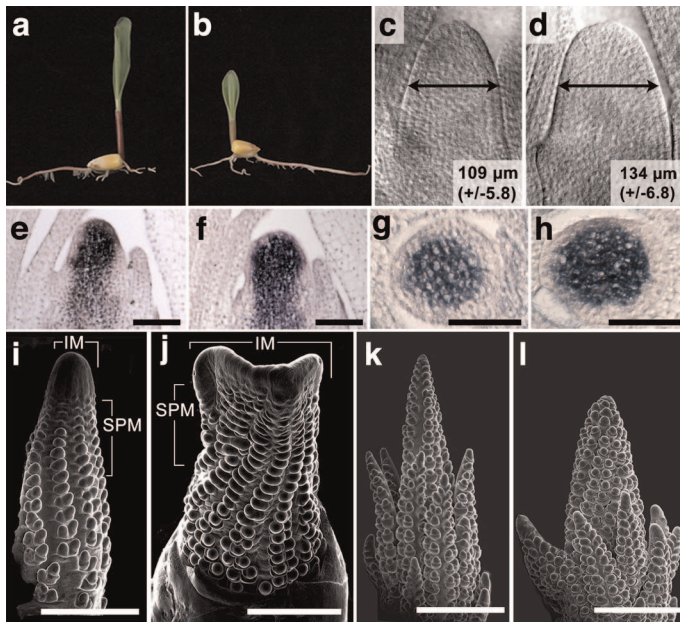 a
b
c
d
109 µm
(+/-5.8)
134 µm
(+/-6.8)
e
f
g
h
i
IM
SPM
j
IM
SPM
k
l